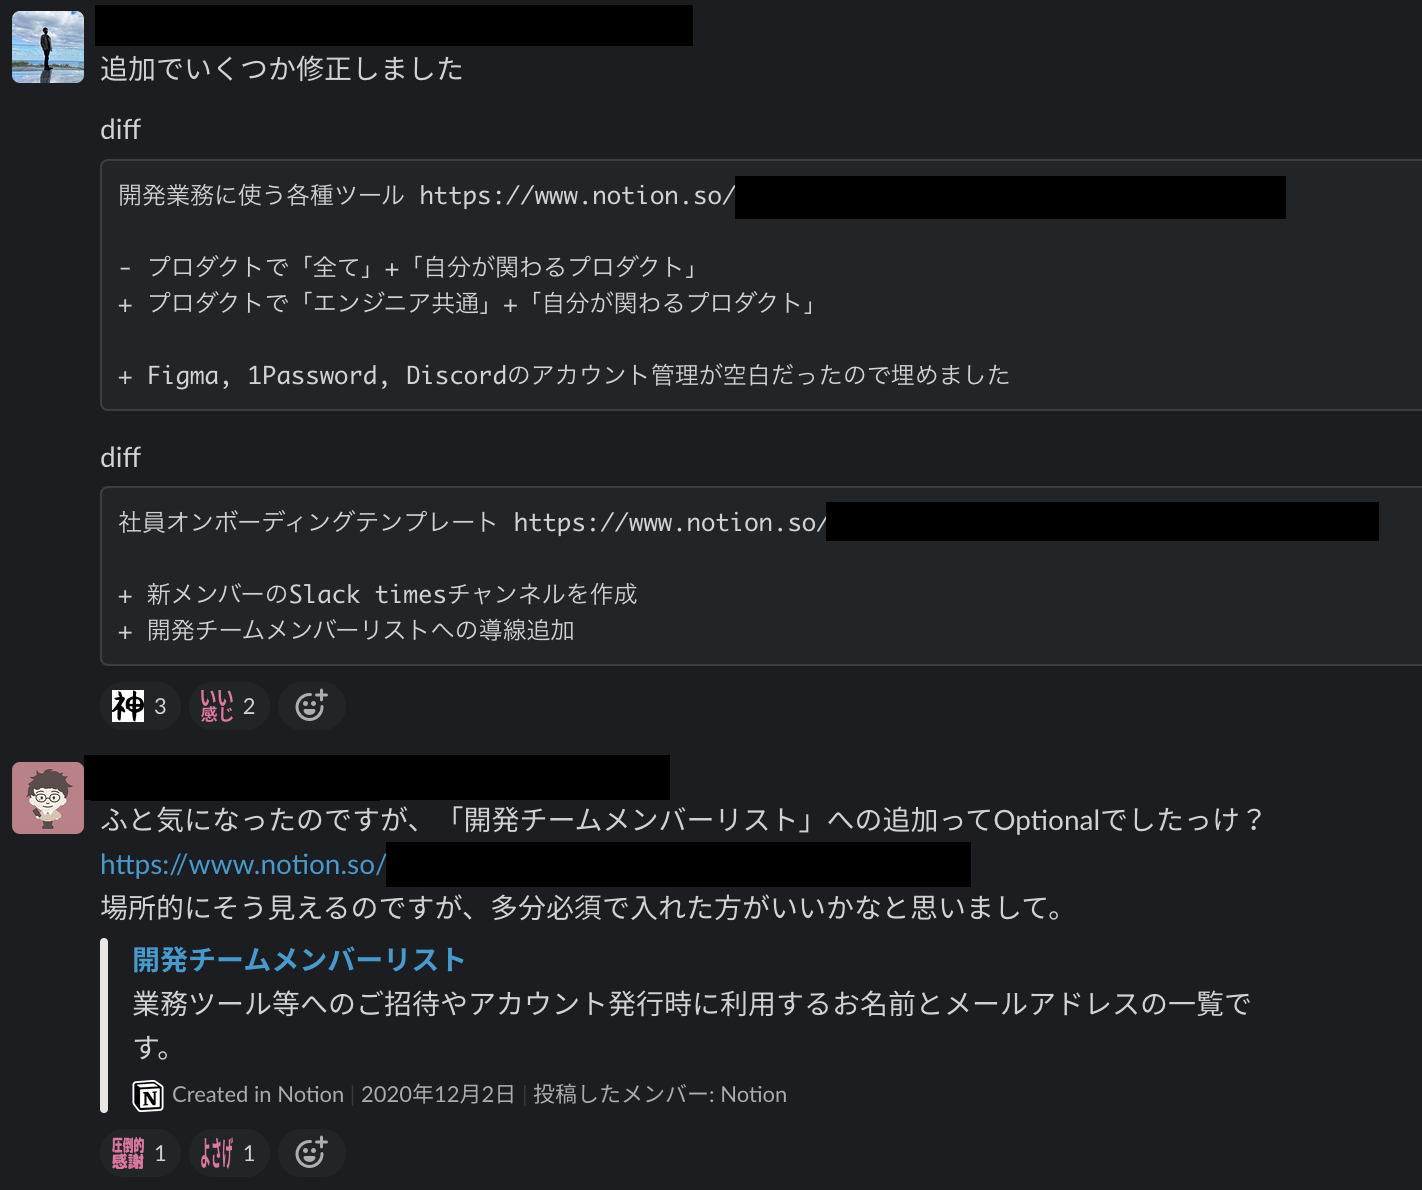 追加でいくつか修正しました
diff
開発業務に使う各種ツール https://www.notion.so/
- プロダクトで「全て」+「自分が関わるプロダクト」
+ プロダクトで「エンジニア共通」+「自分が関わるプロダクト」
+ Figma, 1Password, Discordのアカウント管理が空白だったので埋めました
diff
社員オンボーディングテンプレート https://www.notion.so/
+ 新メンバーのSlack timesチャンネルを作成
+ 開発チームメンバーリストへの導線追加
神 3 いい感じ 2
ふと気になったのですが、「開発チームメンバーリスト」への追加ってOptionalでしたっけ？
https://www.notion.so/
場所的にそう見えるのですが、多分必須で入れた方がいいかなと思いまして。
開発チームメンバーリスト
業務ツール等へのご招待やアカウント発行時に利用するお名前とメールアドレスの一覧で
す。
N Created in Notion | 2020年12月2日 | 投稿したメンバー: Notion
圧倒的感謝 1 よさげ 1